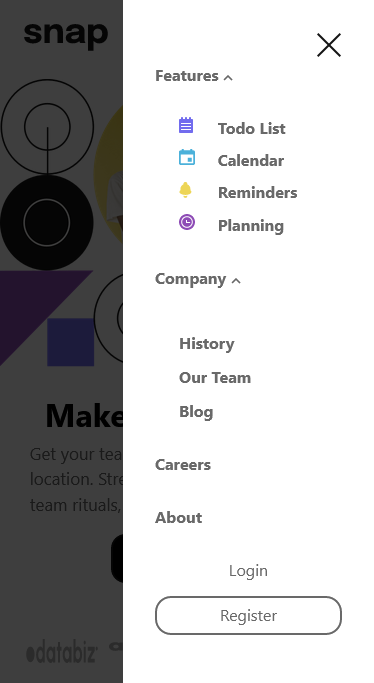 snap
Features
Todo List
Calendar
Reminders
Planning
Company
History
Our Team
Blog
Careers
About
Login
Register
Make
Get your tea
location. Stre
team rituals,
databiz